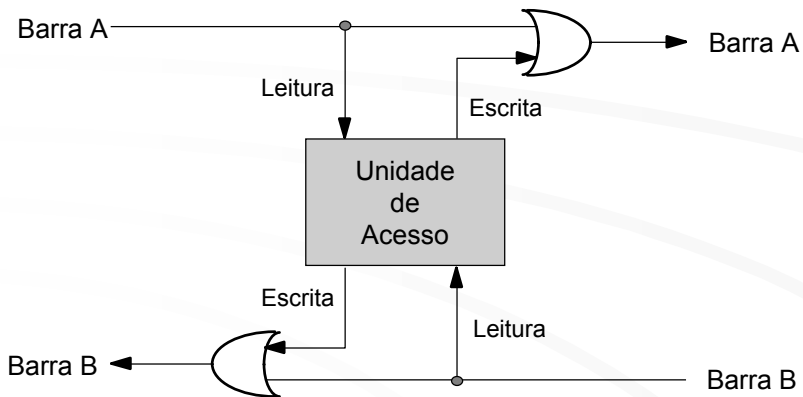 Barra A
Barra A
Leitura
Escrita
Unidade
de
Acesso
Escrita
Leitura
Barra B
Barra B